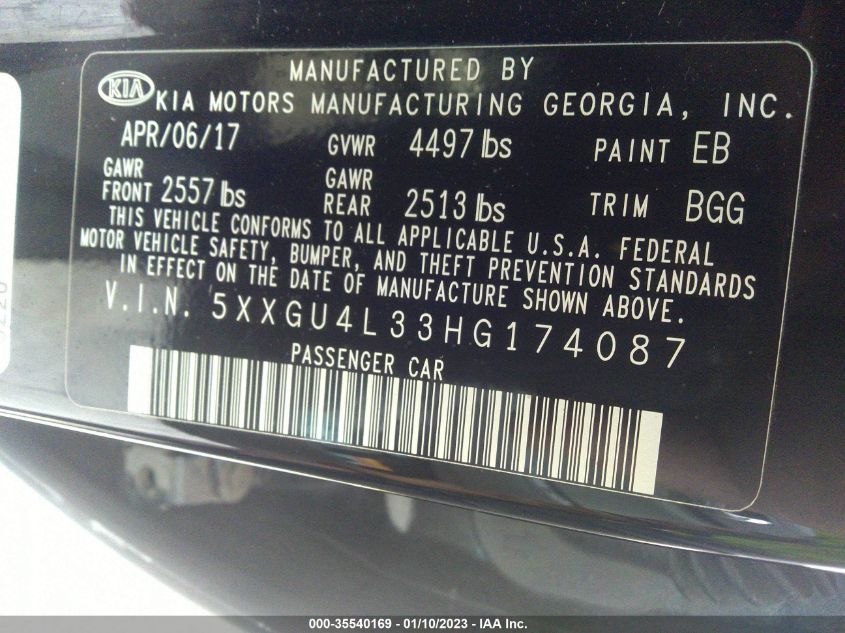 MANUFACTURED BY
KIA KIA MOTORS MANUFACTURING GEORGIA, INC.
APR/06/17 GVWR 4497 lbs PAINT EB
GAWR FRONT 2557 lbs GAWR REAR 2513 lbs TRIM BGG
THIS VEHICLE CONFORMS TO ALL APPLICABLE U.S.A. FEDERAL
MOTOR VEHICLE SAFETY, BUMPER, AND THEFT PREVENTION STANDARDS
IN EFFECT ON THE DATE OF MANUFACTURE SHOWN ABOVE.
V.I.N. 5XXGU4L33HG174087
PASSENGER CAR
000-35540169 - 01/10/2023 - IAA Inc.